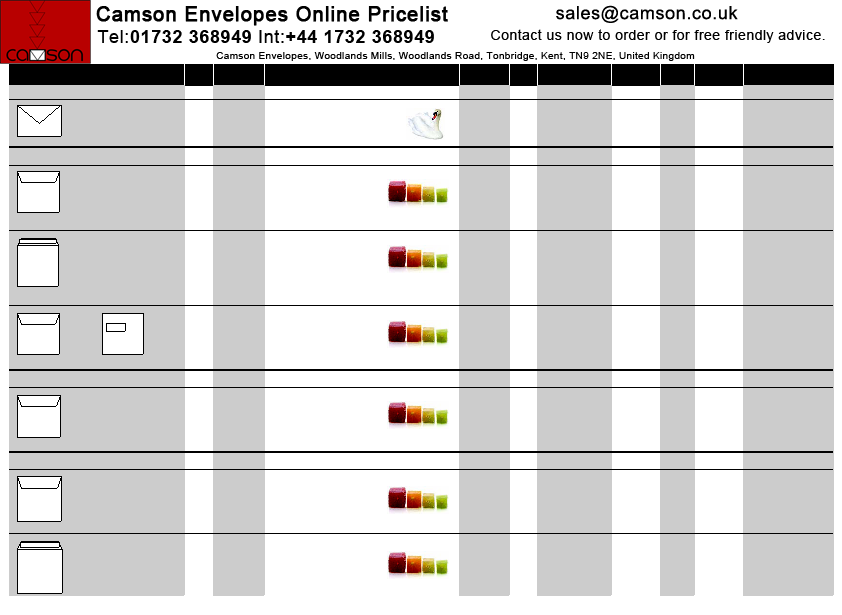 Camson Envelopes Online Pricelist
sales@camson.co.uk
Tel:01732 368949 Int:+44 1732 368949
Contact us now to order or for free friendly advice.
camson
Camson Envelopes, Woodlands Mills, Woodlands Road, Tonbridge, Kent, TN9 2NE, United Kingdom